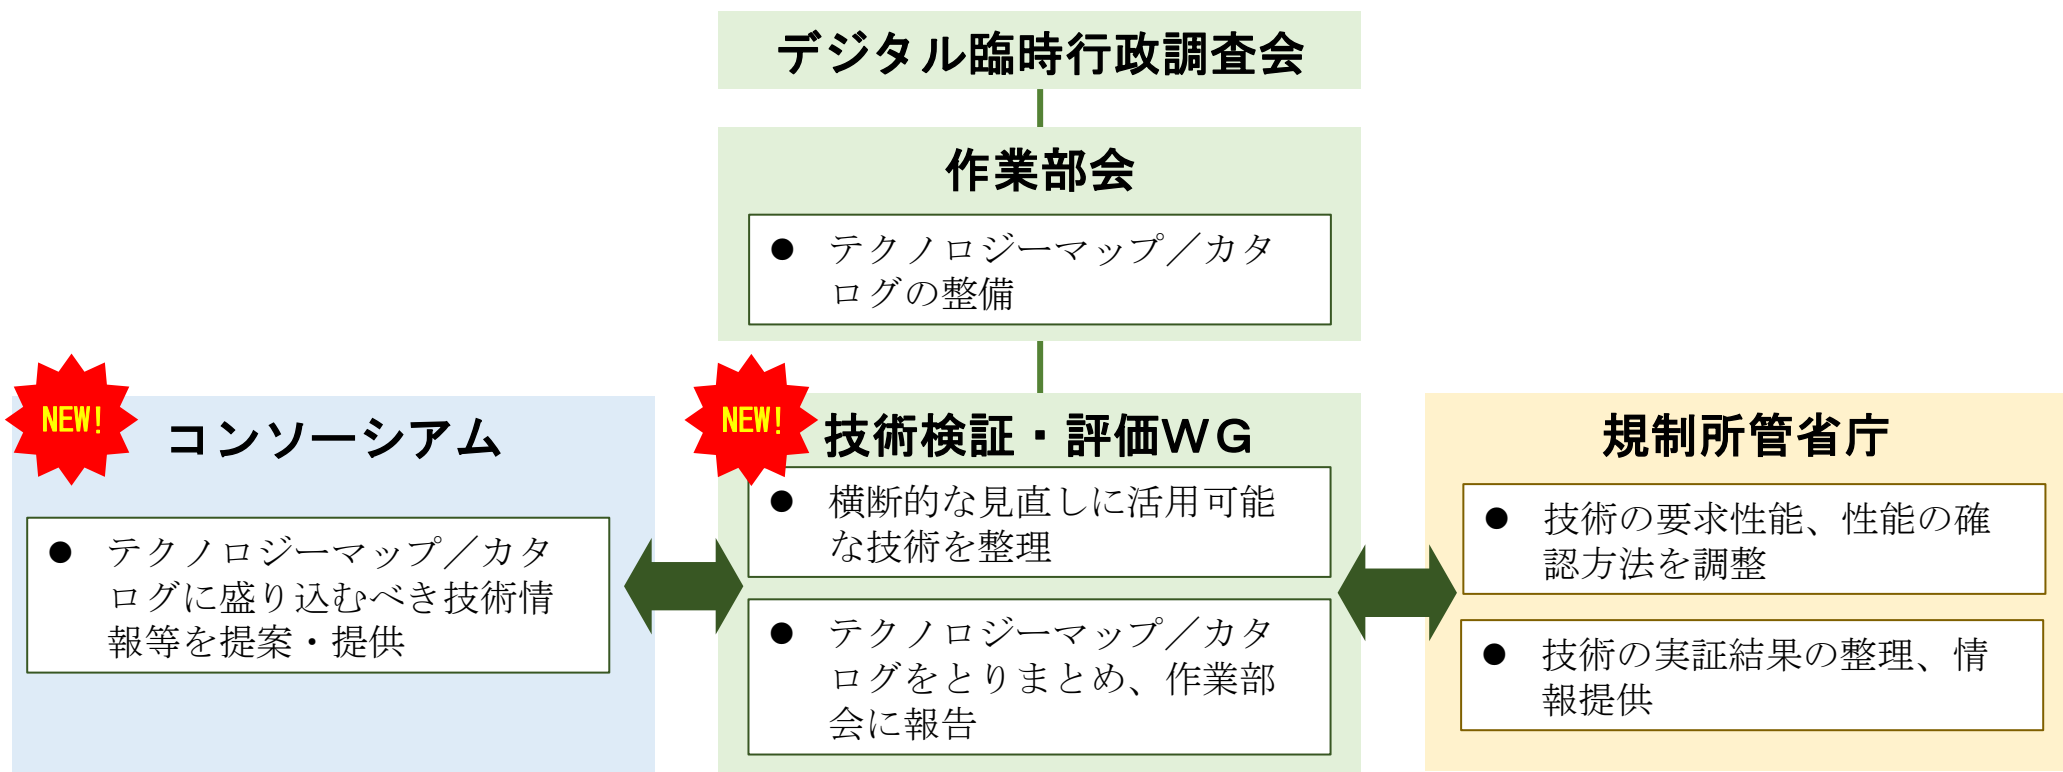 デジタル臨時行政調査会
作業部会
● テクノロジーマップ／カタ
ログの整備
NEW!
コンソーシアム
● テクノロジーマップ／カタ
ログに盛り込むべき技術情
報等を提案・提供
NEW!
技術検証・評価ＷＧ
● 横断的な見直しに活用可能
な技術を整理
● テクノロジーマップ／カタ
ログをとりまとめ、作業部
会に報告
規制所管省庁
● 技術の要求性能、性能の確
認方法を調整
● 技術の実証結果の整理、情
報提供